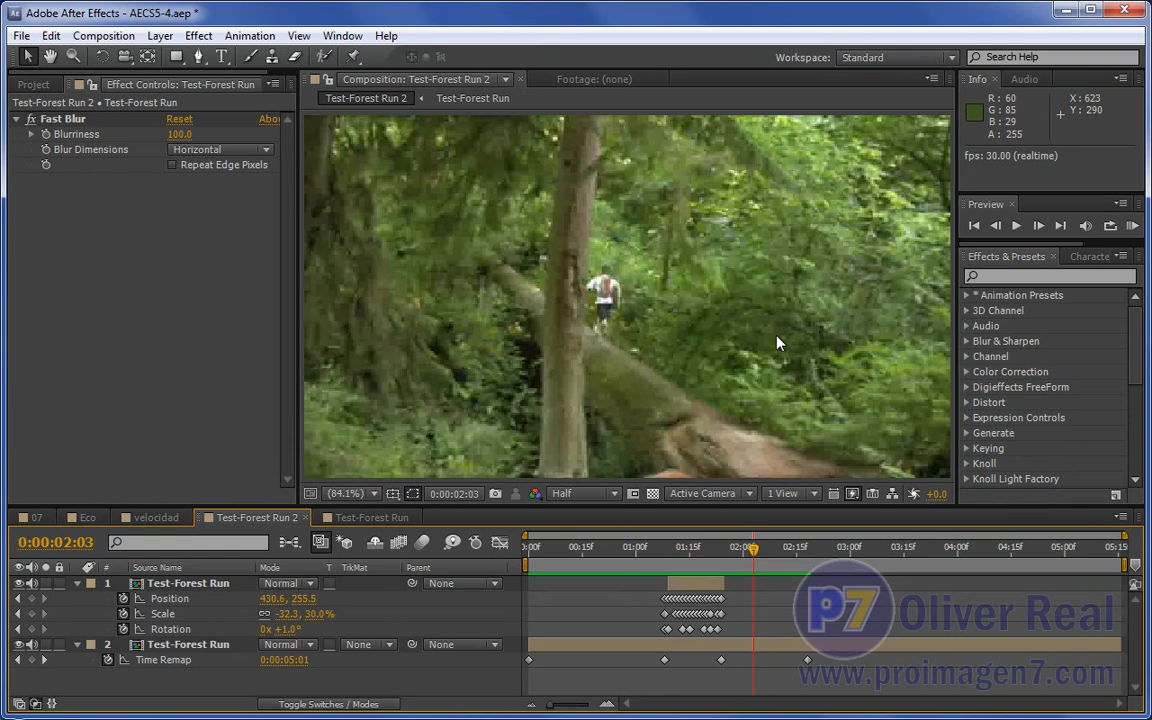 Adobe After Effects - AECS5-4.aep *
File Edit Composition Layer Effect Animation View Window Help
Workspace: Standard Search Help
Project Effect Controls: Test-Forest Run Composition: Test-Forest Run 2 Footage: (none) Info Audio
Test-Forest Run 2 • Test-Forest Run Test-Forest Run 2 Test-Forest Run
Fast Blur Reset Abo
Blurriness 100.0
Blur Dimensions Horizontal
Repeat Edge Pixels
R: 60 X: 623
G: 85 Y: 290
B: 29
A: 255
fps: 30.00 (realtime)
Preview
Effects & Presets Characte
* Animation Presets
3D Channel
Audio
Blur & Sharpen
Channel
Color Correction
Digieffects FreeForm
Distort
Expression Controls
Generate
Keying
Knoll
Knoll Light Factory
(84.1%) 0:00:02:03 Half Active Camera 1 View +0.0
07 Eco velocidad Test-Forest Run 2 Test-Forest Run
0:00:02:03 :00f 00:15f 01:00f 01:15f 02:00f 02:15f 03:00f 03:15f 04:00f 04:15f 05:00f 05:15
# Source Name Mode T TrkMat Parent
1 Test-Forest Run Normal None
Position 430.6, 255.5
Scale -32.3, 30.0%
Rotation 0x +1.0°
2 Test-Forest Run Normal None None
Time Remap 0:00:05:01
Toggle Switches / Modes
p7 Oliver Real
www.proimagen7.com